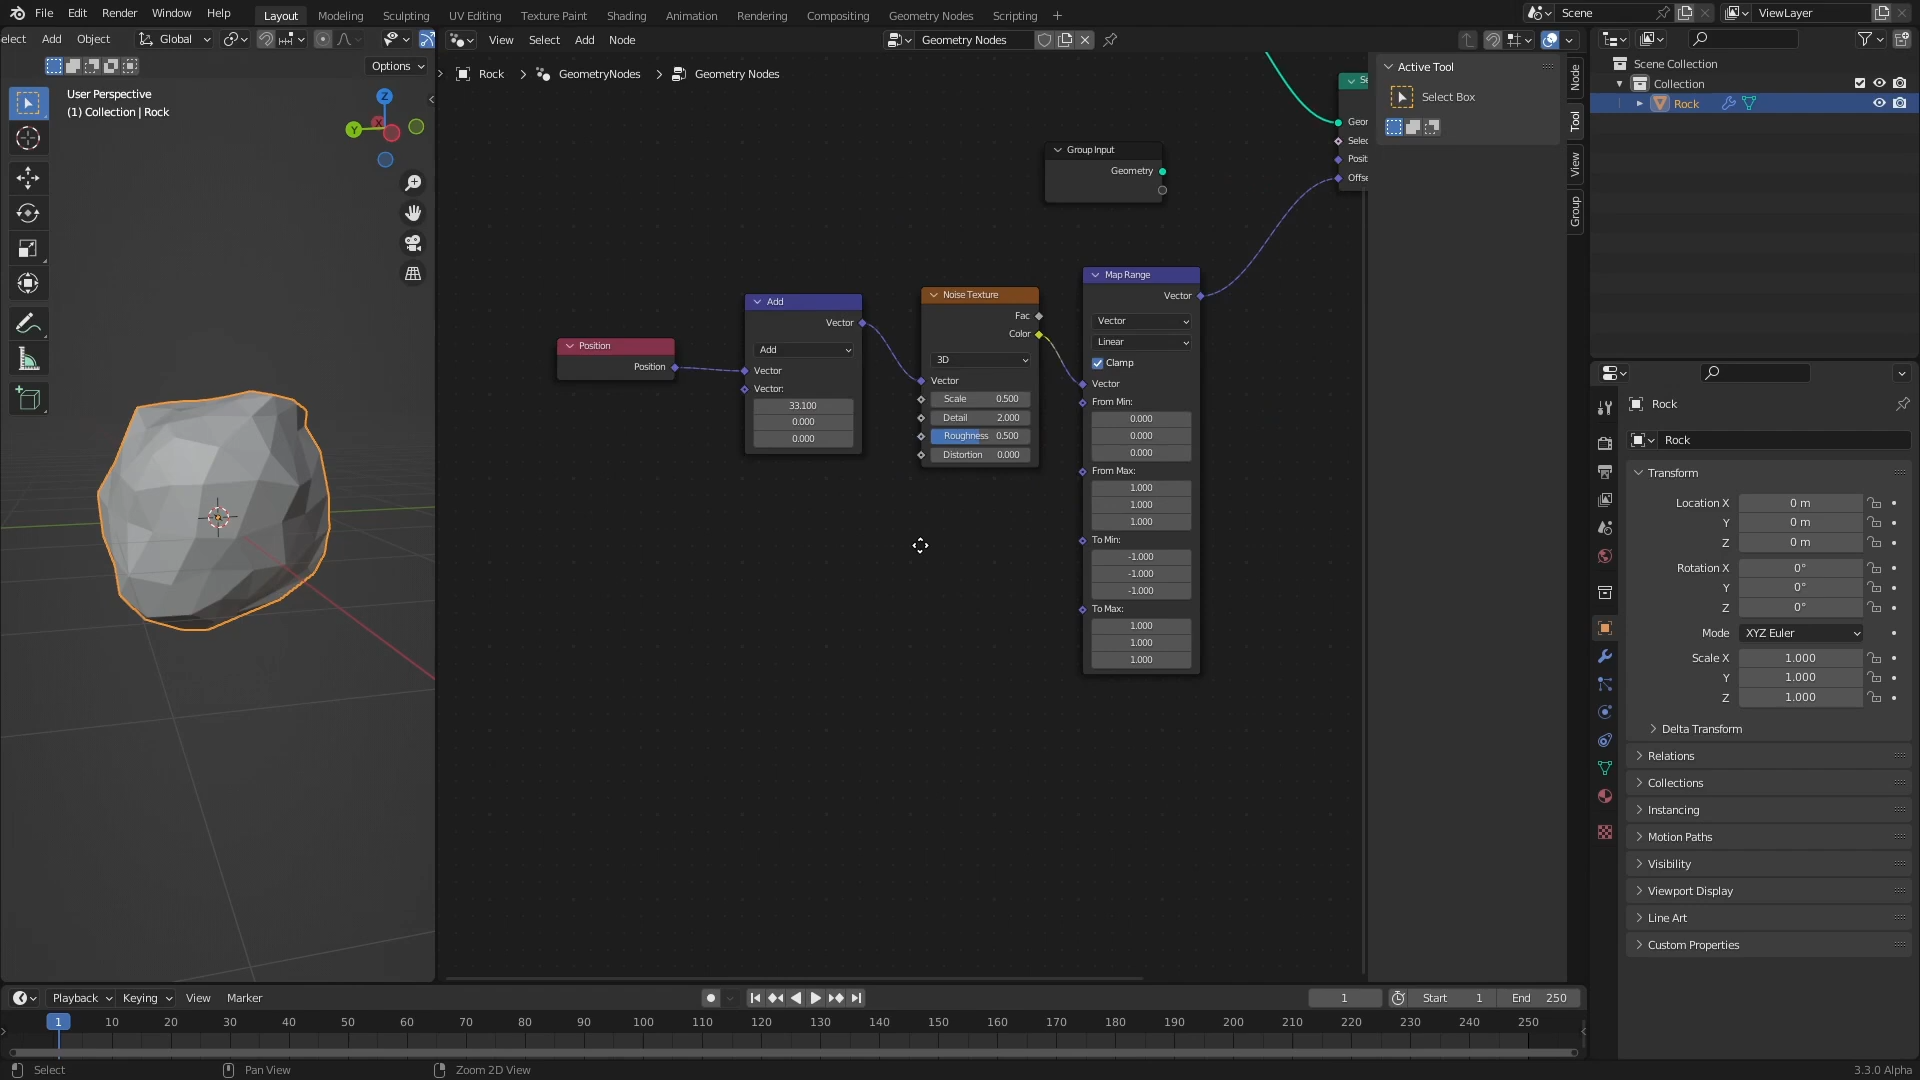 File Edit Render Window Help Layout Modeling Sculpting UV Editing Texture Paint Shading Animation Rendering Compositing Geometry Nodes Scripting + Scene ViewLayer
elect Add Object Global View Select Add Node Geometry Nodes
Options
Rock > GeometryNodes > Geometry Nodes
User Perspective
(1) Collection | Rock
Z
Y
X
Group Input
Geometry
Position
Position
Add
Vector
Add
Vector
Vector:
33.100
0.000
0.000
Noise Texture
Fac
Color
3D
Vector
Scale 0.500
Detail 2.000
Roughness 0.500
Distortion 0.000
Map Range
Vector
Vector
Linear
Clamp
Vector
From Min:
0.000
0.000
0.000
From Max:
1.000
1.000
1.000
To Min:
-1.000
-1.000
-1.000
To Max:
1.000
1.000
1.000
Se
Geor
Selec
Posit
Offse
Active Tool
Select Box
Node
Tool
View
Group
Scene Collection
Collection
Rock
Rock
Rock
Transform
Location X 0 m
Y 0 m
Z 0 m
Rotation X 0°
Y 0°
Z 0°
Mode XYZ Euler
Scale X 1.000
Y 1.000
Z 1.000
Delta Transform
Relations
Collections
Instancing
Motion Paths
Visibility
Viewport Display
Line Art
Custom Properties
Playback Keying View Marker 1 Start 1 End 250
1 10 20 30 40 50 60 70 80 90 100 110 120 130 140 150 160 170 180 190 200 210 220 230 240 250
Select Pan View Zoom 2D View 3.3.0 Alpha